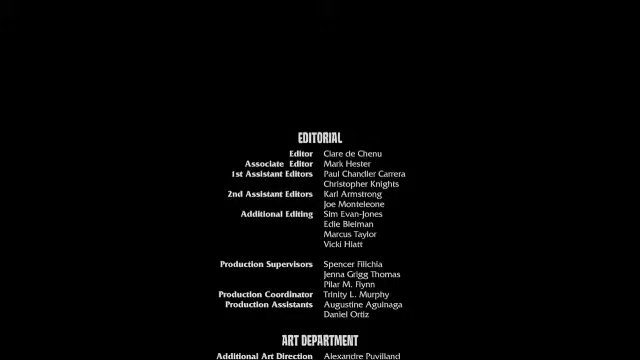 EDITORIAL
Editor Clare de Chenu
Associate Editor Mark Hester
1st Assistant Editors Paul Chandler Carrera
Christopher Knights
2nd Assistant Editors Karl Armstrong
Joe Monteleone
Additional Editing Sim Evan-Jones
Edie Bleiman
Marcus Taylor
Vicki Hiatt
Production Supervisors Spencer Filichia
Jenna Grigg Thomas
Pilar M. Flynn
Production Coordinator Trinity L. Murphy
Production Assistants Augustine Aguinaga
Daniel Ortiz
ART DEPARTMENT
Additional Art Direction Alexandre Puvilland